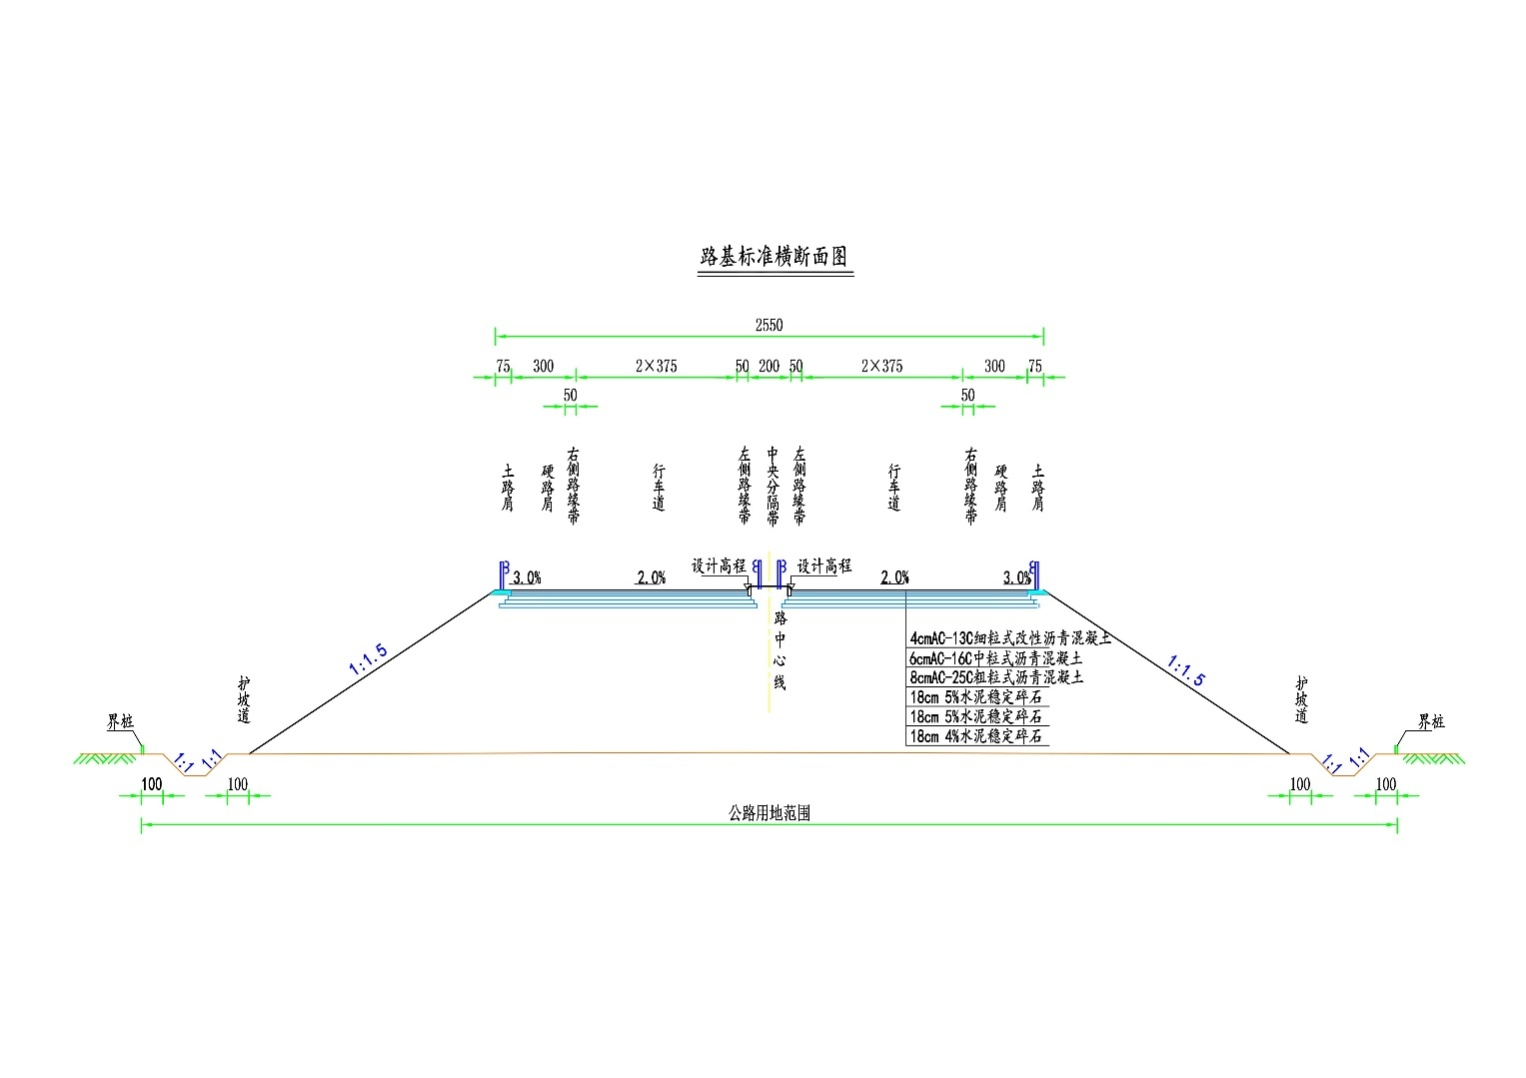 路基标准横断面图
2550
75 300 2×375 50 200 50 2×375 300 75
50 50
土路肩
硬路肩
右侧路缘带
行车道
左侧路缘带
中央分隔带
左侧路缘带
行车道
右侧路缘带
硬路肩
土路肩
设计高程 设计高程
3.0% 2.0% 2.0% 3.0%
路中心线
4cmAC-13C细粒式改性沥青混凝土
6cmAC-16C中粒式沥青混凝土
8cmAC-25C粗粒式沥青混凝土
18cm 5%水泥稳定碎石
18cm 5%水泥稳定碎石
18cm 4%水泥稳定碎石
1:1.5 1:1.5
护坡道 护坡道
界桩 界桩
1:1 1:1 1:1 1:1
100 100 100 100
公路用地范围